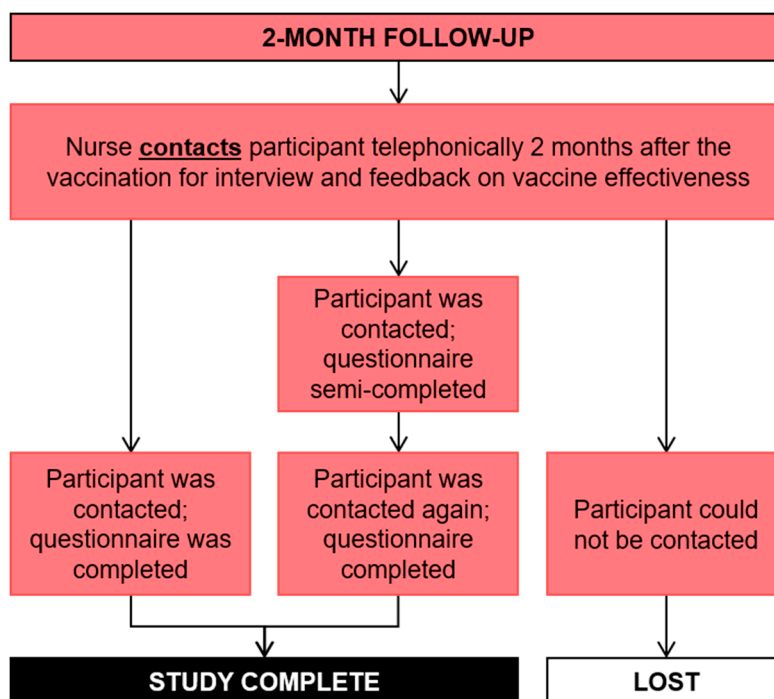 2-MONTH FOLLOW-UP
Nurse contacts participant telephonically 2 months after the
vaccination for interview and feedback on vaccine effectiveness
Participant was
contacted;
questionnaire
semi-completed
Participant was
contacted;
questionnaire was
completed
Participant was
contacted again;
questionnaire
completed
Participant could
not be contacted
STUDY COMPLETE
LOST